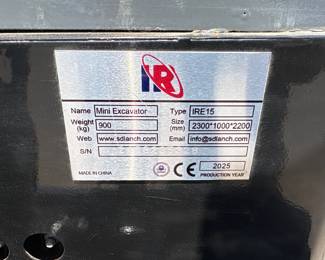 IR
Name Mini Excavator Type IRE15
Weight (kg) 900 Size (mm) 2300*1000*2200
Web www.sdlanch.com Email info@sdlanch.com
S/N
MADE IN CHINA 2025 PRODUCTION YEAR